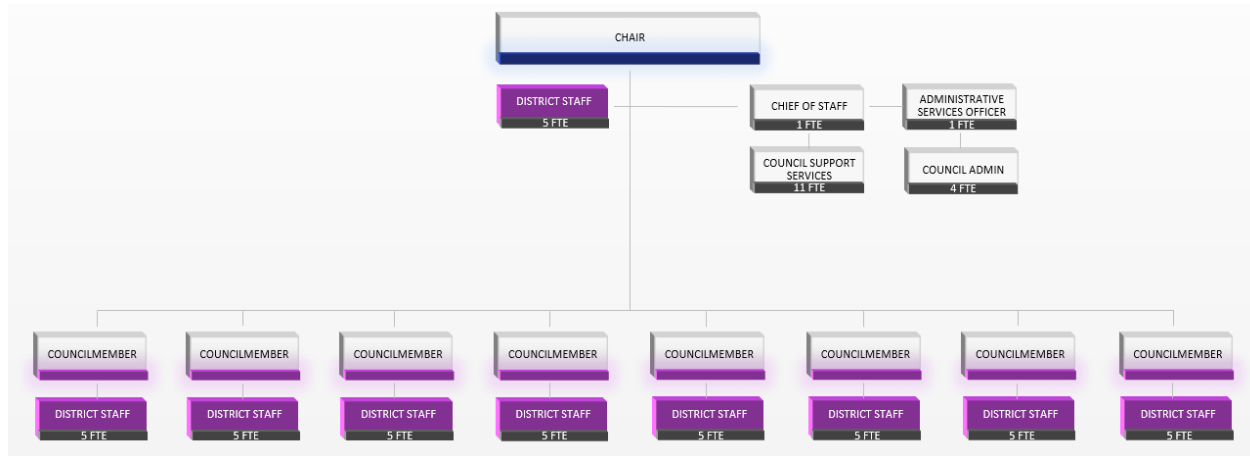 CHAIR
DISTRICT STAFF
5 FTE
CHIEF OF STAFF
1 FTE
ADMINISTRATIVE
SERVICES OFFICER
1 FTE
COUNCIL SUPPORT
SERVICES
11 FTE
COUNCIL ADMIN
4 FTE
COUNCILMEMBER
COUNCILMEMBER
COUNCILMEMBER
COUNCILMEMBER
COUNCILMEMBER
COUNCILMEMBER
COUNCILMEMBER
COUNCILMEMBER
DISTRICT STAFF
5 FTE
DISTRICT STAFF
5 FTE
DISTRICT STAFF
5 FTE
DISTRICT STAFF
5 FTE
DISTRICT STAFF
5 FTE
DISTRICT STAFF
5 FTE
DISTRICT STAFF
5 FTE
DISTRICT STAFF
5 FTE